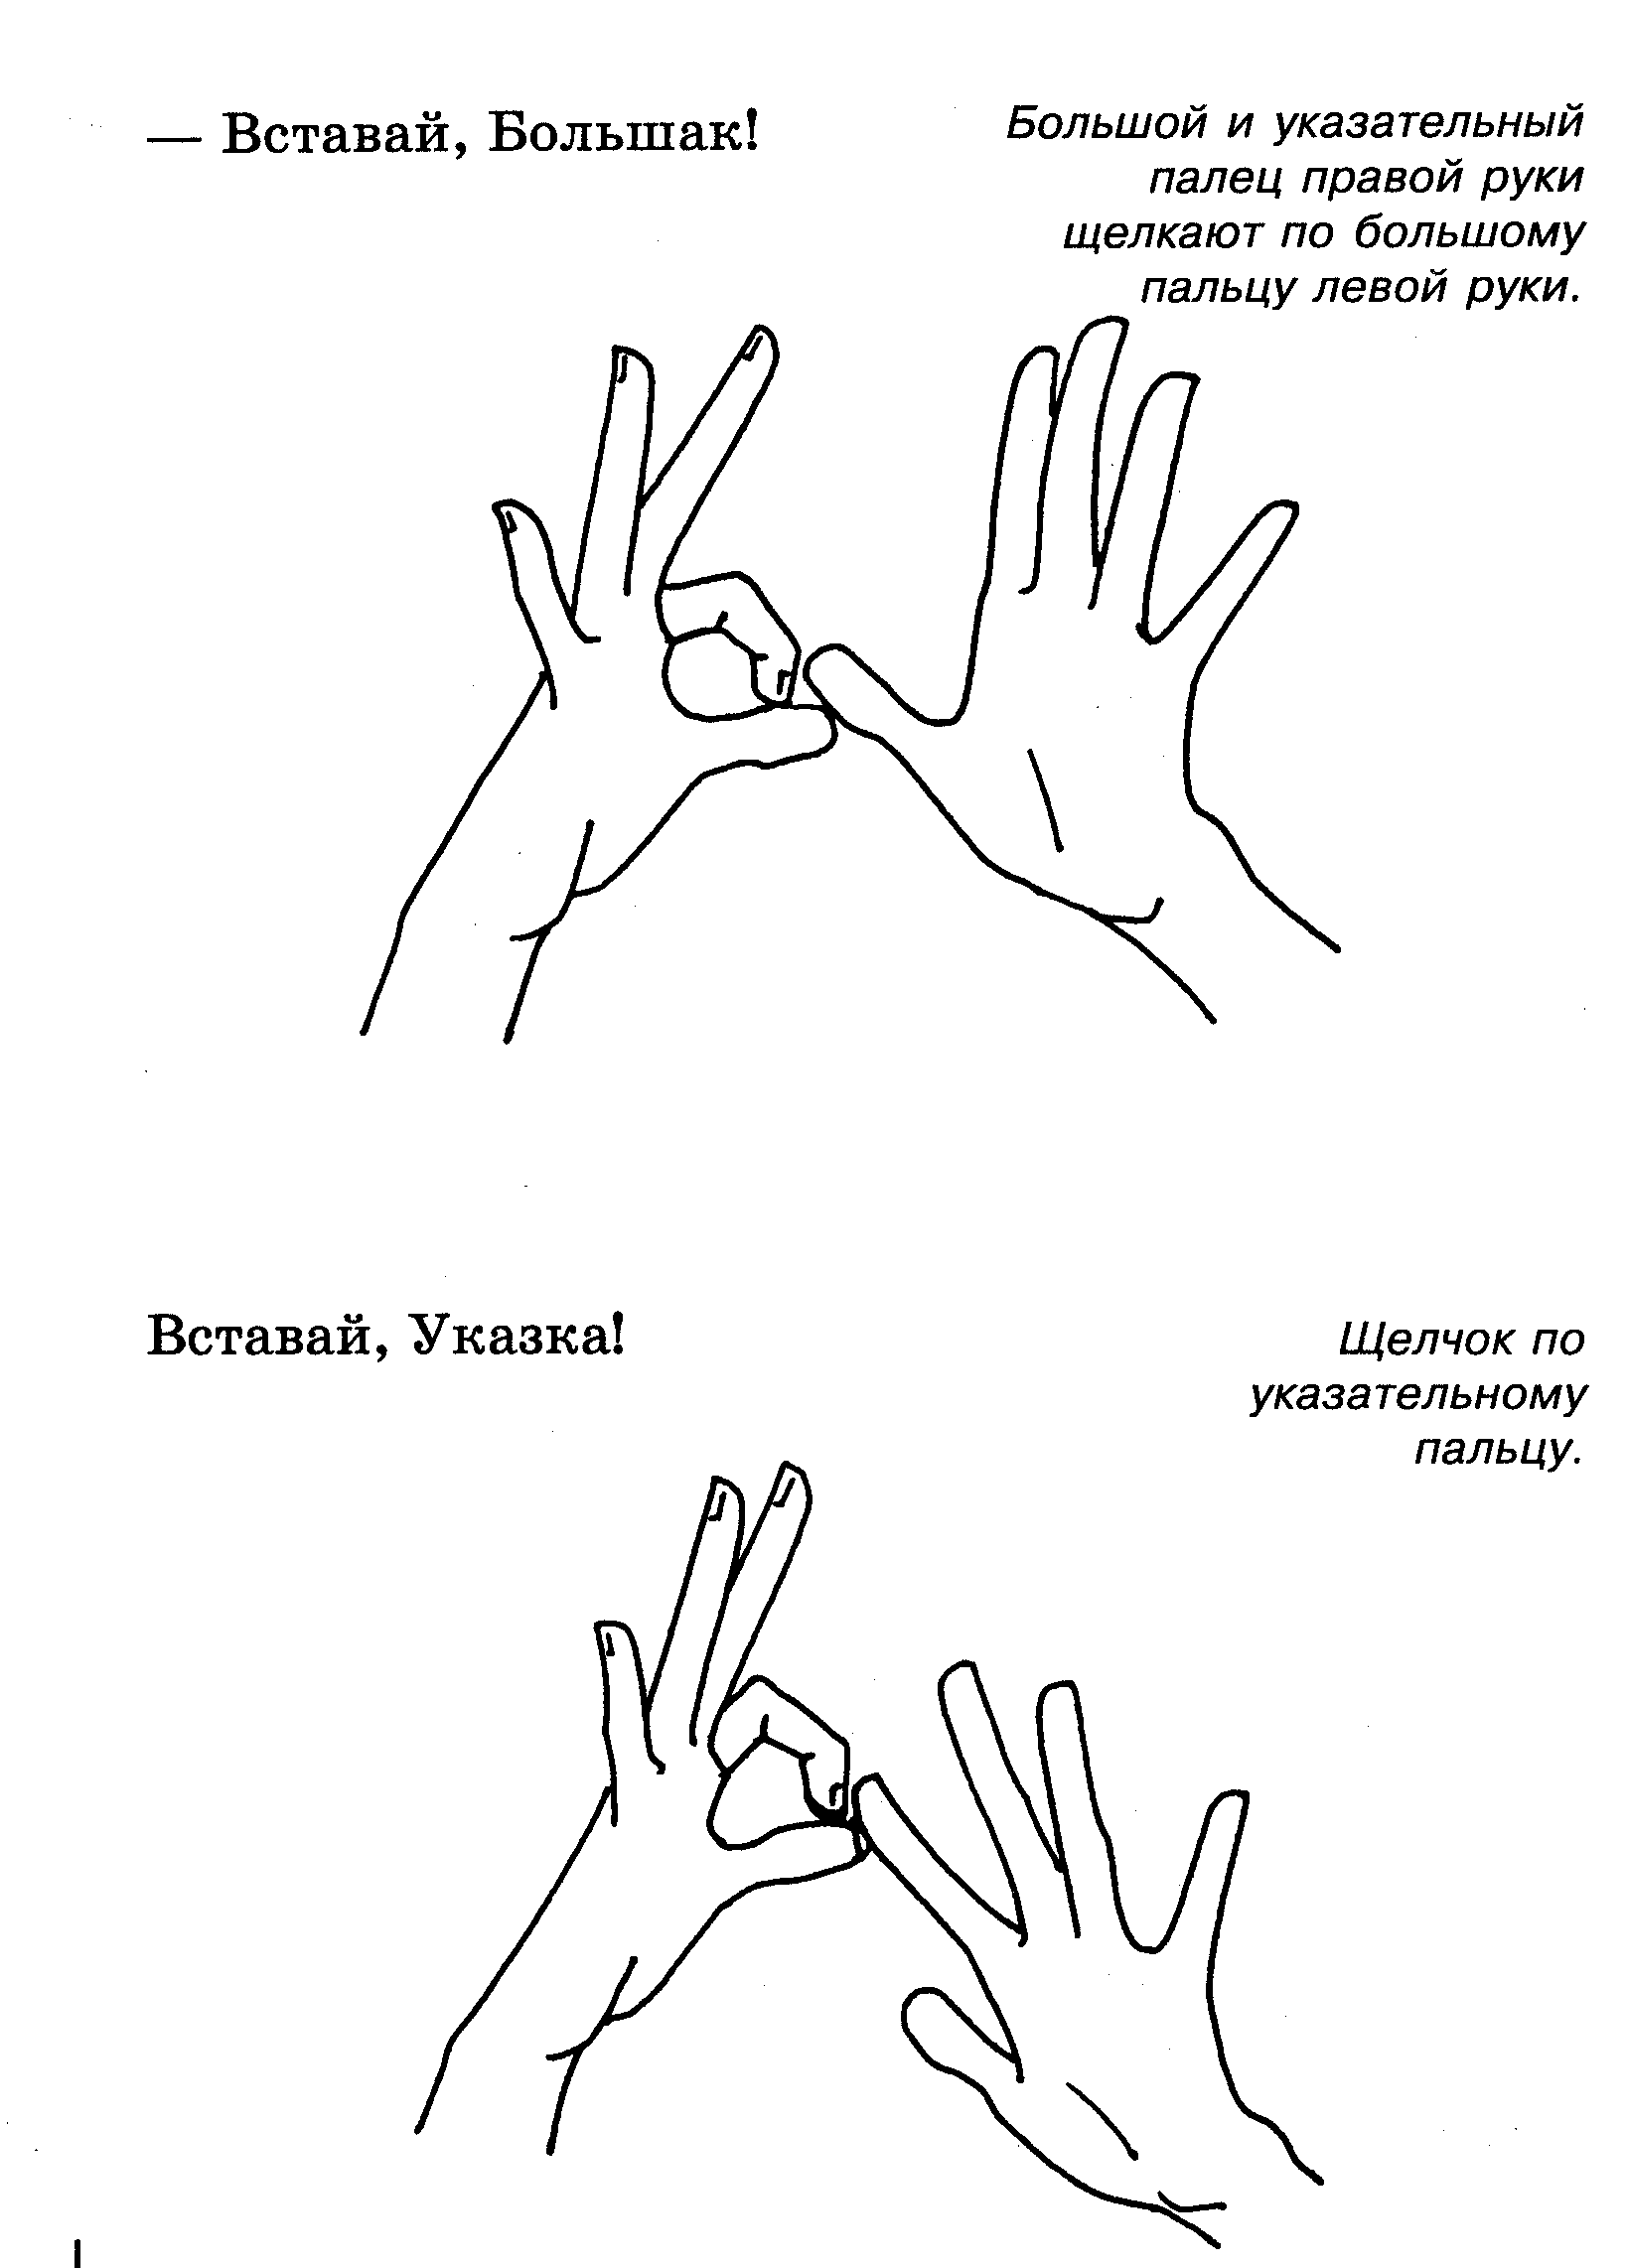 — Вставай, Большак!
Большой и указательный
палец правой руки
щелкают по большому
пальцу левой руки.
Вставай, Указка!
Щелчок по
указательному
пальцу.